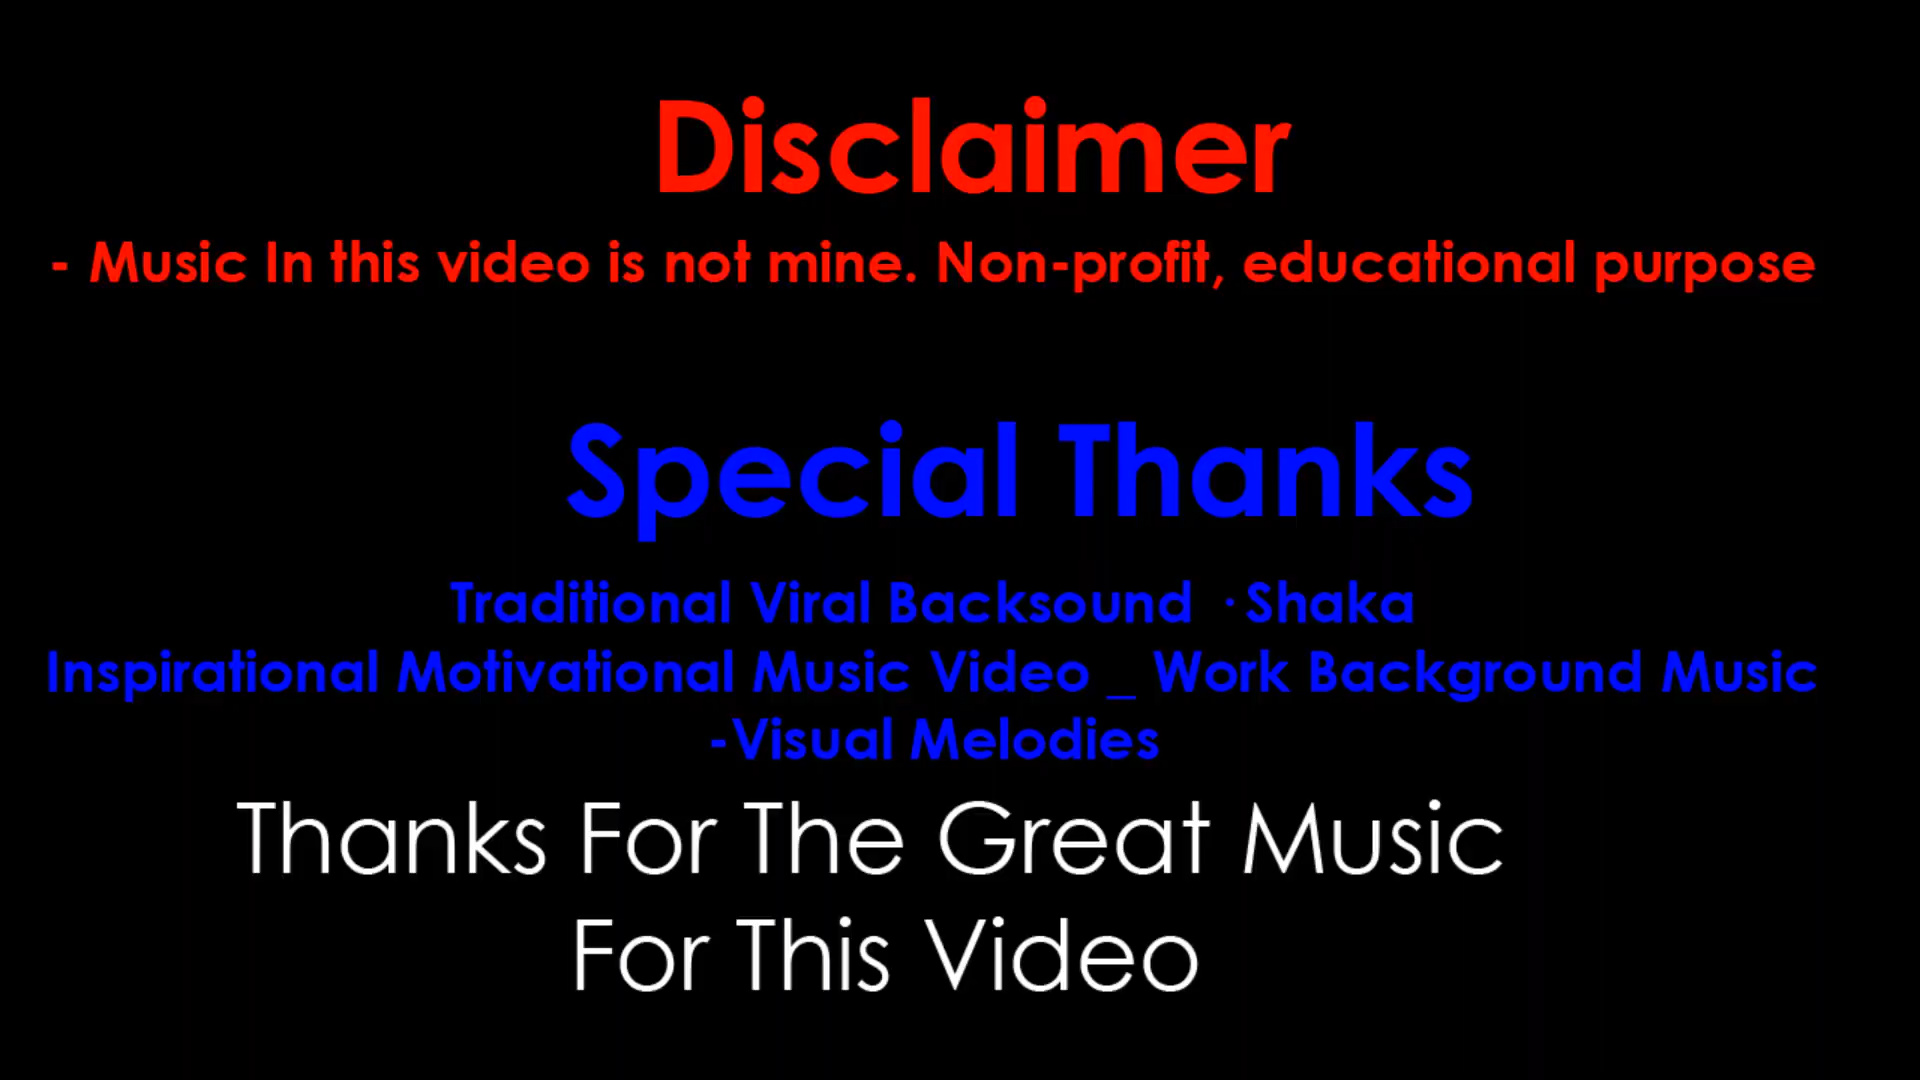 Disclaimer
- Music In this video is not mine. Non-profit, educational purpose
Special Thanks
Traditional Viral Backsound · Shaka
Inspirational Motivational Music Video _ Work Background Music
-Visual Melodies
Thanks For The Great Music
For This Video